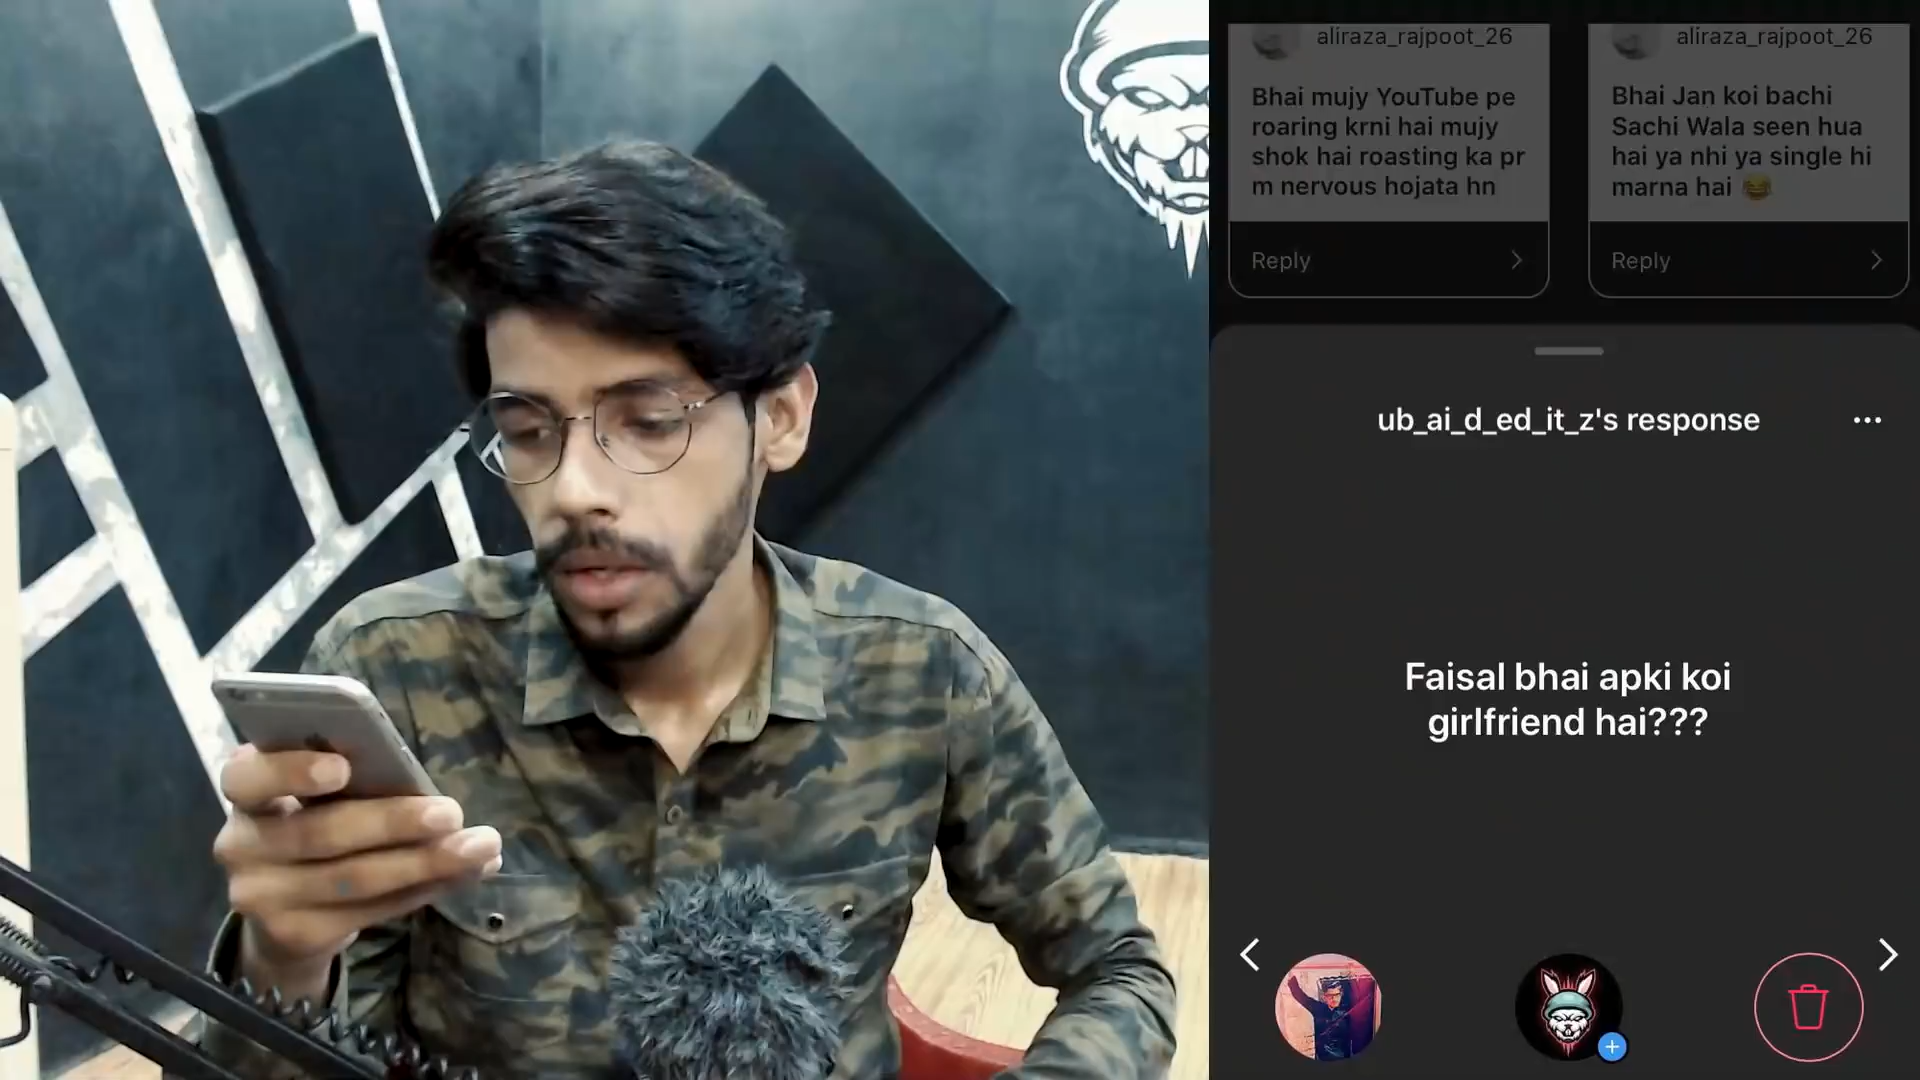 aliraza_rajpoot_26
Bhai mujy YouTube pe
roaring krni hai mujy
shok hai roasting ka pr
m nervous hojata hn
Reply
aliraza_rajpoot_26
Bhai Jan koi bachi
Sachi Wala seen hua
hai ya nhi ya single hi
marna hai 😂
Reply
ub_ai_d_ed_it_z's response
Faisal bhai apki koi
girlfriend hai???